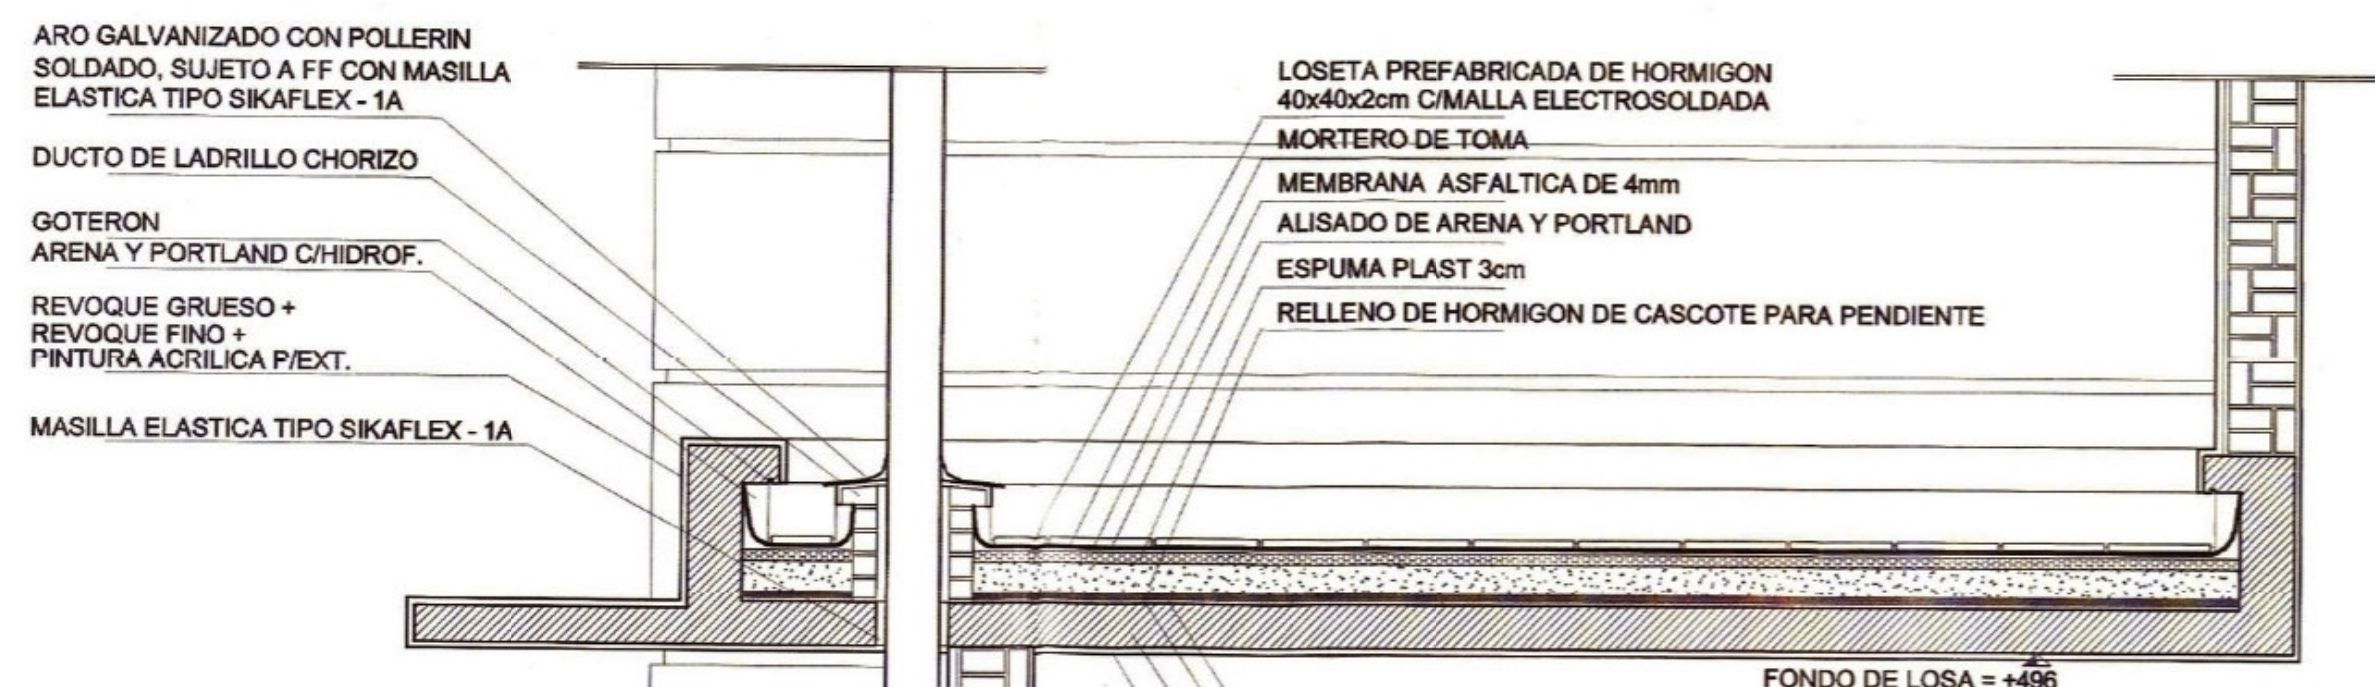 ARO GALVANIZADO CON POLLERIN
SOLDADO, SUJETO A FF CON MASILLA
ELASTICA TIPO SIKAFLEX - 1A
DUCTO DE LADRILLO CHORIZO
GOTERON
ARENA Y PORTLAND C/HIDROF.
REVOQUE GRUESO +
REVOQUE FINO +
PINTURA ACRILICA P/EXT.
MASILLA ELASTICA TIPO SIKAFLEX - 1A
LOSETA PREFABRICADA DE HORMIGON
40x40x2cm C/MALLA ELECTROSOLDADA
MORTERO DE TOMA
MEMBRANA ASFALTICA DE 4mm
ALISADO DE ARENA Y PORTLAND
ESPUMA PLAST 3cm
RELLENO DE HORMIGON DE CASCOTE PARA PENDIENTE
FONDO DE LOSA = +496